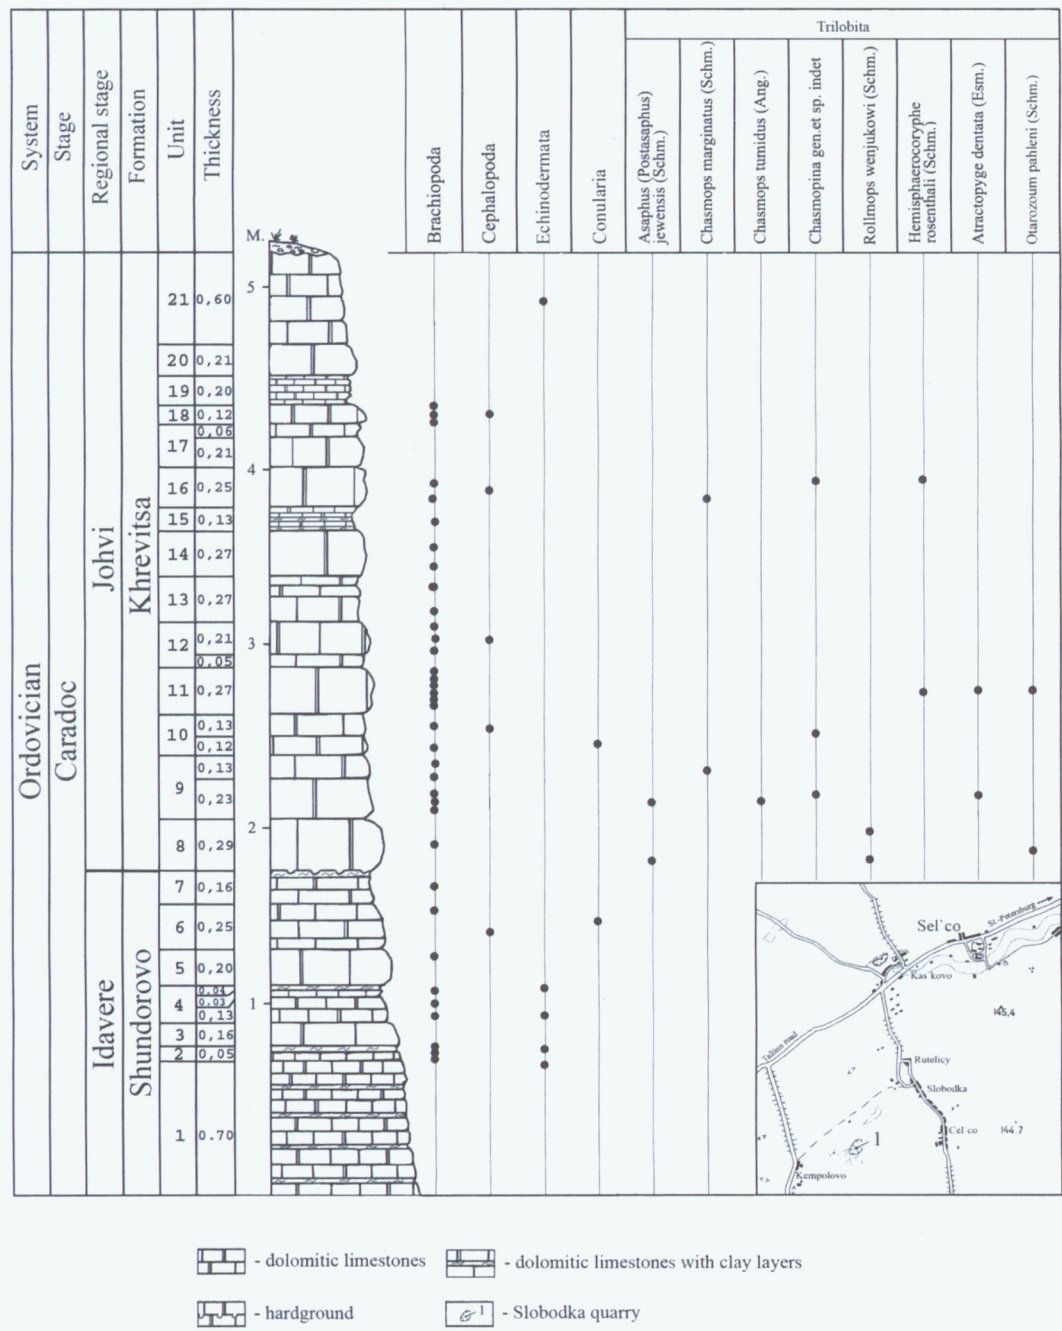 Trilobita
System
Stage
Regional stage
Formation
Unit
Thickness
M.
Brachiopoda
Cephalopoda
Echinodermata
Conularia
Asaphus (Postasaphus)
jewensis (Schm.)
Chasmops marginatus (Schm.)
Chasmops tumidus (Ang.)
Chasmopina gen.et sp. indet
Rollmops wenjukowi (Schm.)
Hemisphaerocoryphe
rosenthali (Schm.)
Atractopyge dentata (Esm.)
Otarozoum pahleni (Schm.)
Ordovician
Caradoc
Johvi
Khrevitsa
Idavere
Shundorovo
21 0,60
20 0,21
19 0,20
18 0,12
17 0,06
0,21
16 0,25
15 0,13
14 0,27
13 0,27
12 0,21
0,05
11 0,27
10 0,13
0,12
9 0,13
0,23
8 0,29
7 0,16
6 0,25
5 0,20
4 0.04
0.03
0,13
3 0,16
2 0,05
1 0.70
5
4
3
2
1
Sel`co
St.-Petersburg
Kas`kovo
145,4
Tallinn road
Rutelicy
Slobodka
Cel`co
144.7
1
Kempolovo
- dolomitic limestones
- dolomitic limestones with clay layers
- hardground
1 - Slobodka quarry